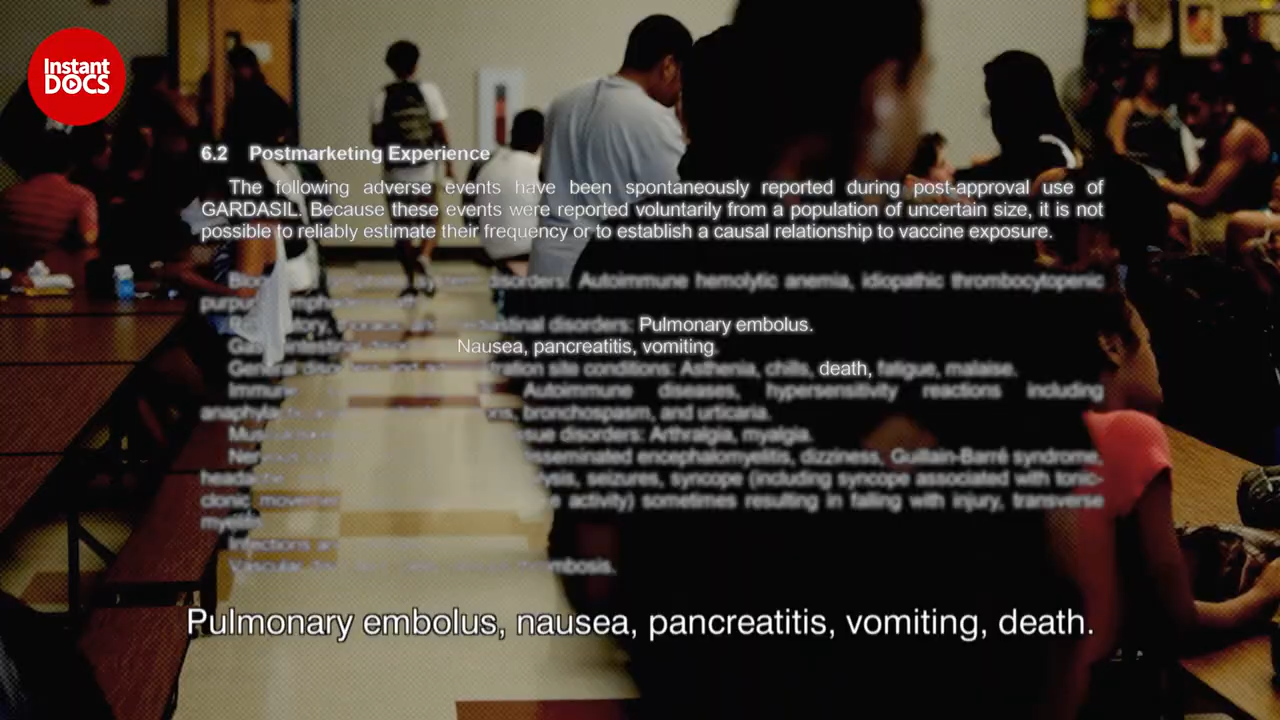 Instant
DOCS
6.2 Postmarketing Experience
The following adverse events have been spontaneously reported during post-approval use of
GARDASIL. Because these events were reported voluntarily from a population of uncertain size, it is not
possible to reliably estimate their frequency or to establish a causal relationship to vaccine exposure.
disorders: Autoimmune hemolytic anemia, idiopathic thrombocytopenic
disorders: Pulmonary embolus.
Nausea, pancreatitis, vomiting
site conditions: Asthenia, chills, death, fatigue, malaise.
Autoimmune diseases, hypersensitivity reactions including
bronchospasm, and urticaria.
disorders: Arthralgia, myalgia.
encephalomyelitis, dizziness, Guillain-Barré syndrome,
seizures, syncope (including syncope associated with tonic-
clonic activity) sometimes resulting in falling with injury, transverse
Pulmonary embolus, nausea, pancreatitis, vomiting, death.